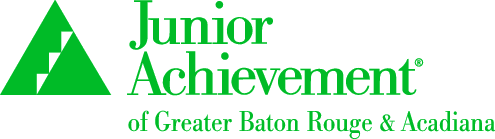 Junior
Achievement®
of Greater Baton Rouge & Acadiana